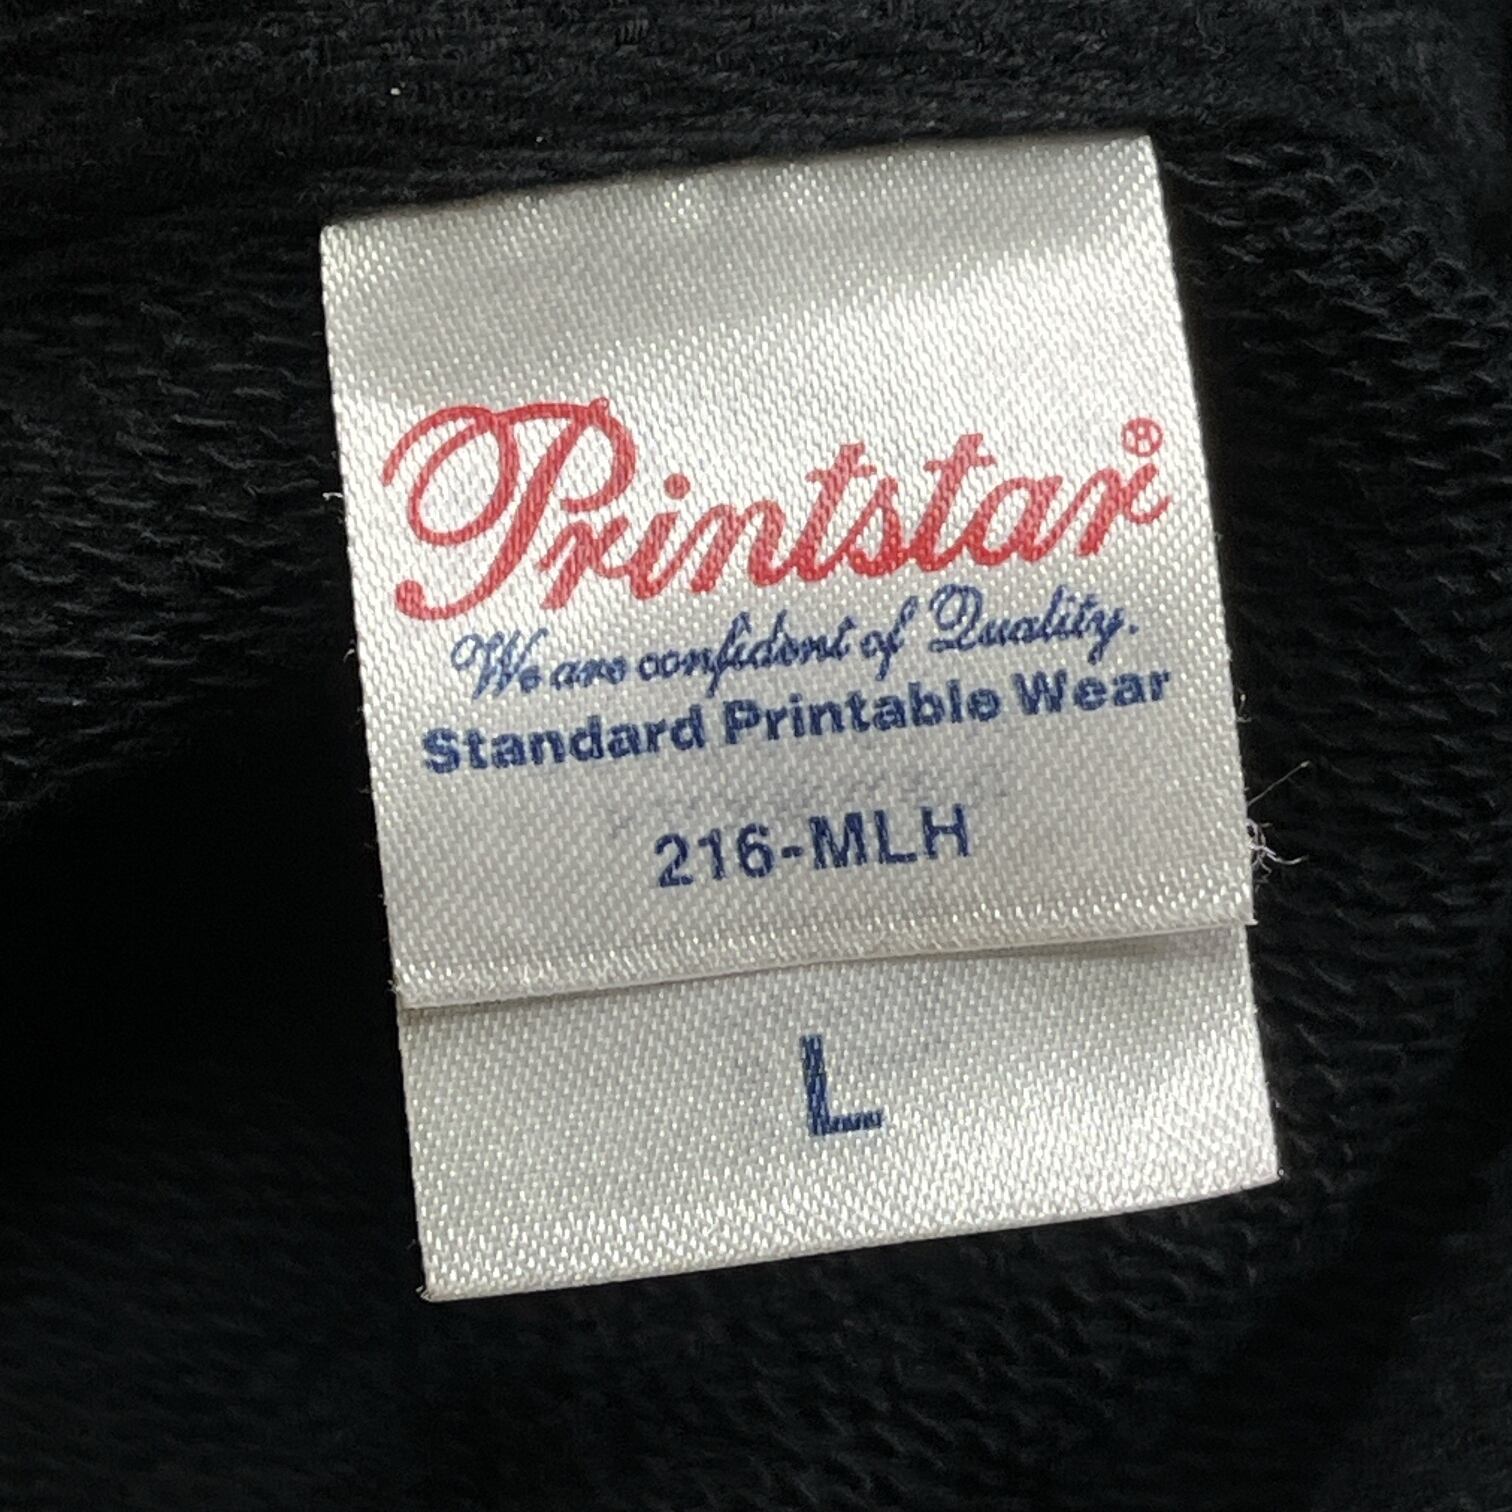 Printstar®
We are confident of Quality.
Standard Printable Wear
216-MLH
L